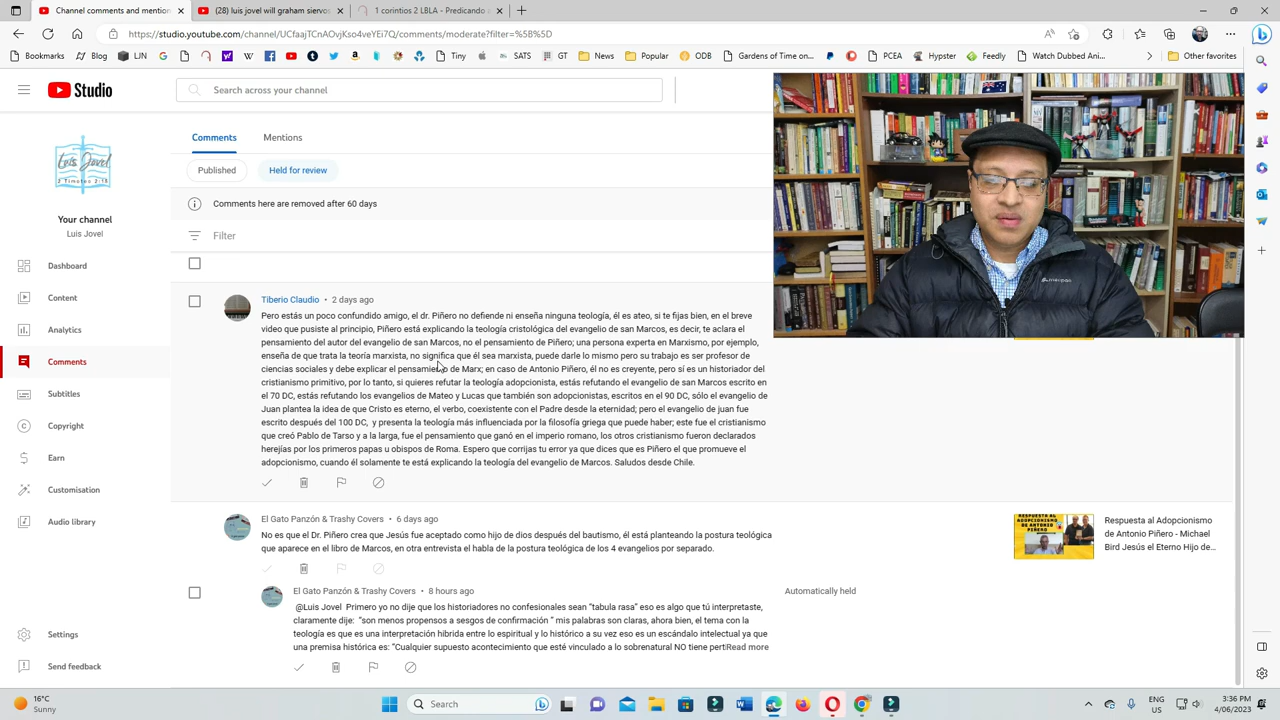 Channel comments and mentions
(28) luis jovel will graham siervos
1 corintios 2 LBLA - Predicando s
https://studio.youtube.com/channel/UCfaajTCnAOvjKso4veYEi7Q/comments/moderate?filter=%5B%5D
Bookmarks
Blog
LIN
Tiny
SATS
GTN
News
Popular
ODB
Gardens of Time on...
PCEA
Hypster
Feedly
Watch Dubbed Ani...
Other favorites
Studio
Search across your channel
Luis Jovel
2 Timoteo 2:15
Your channel
Luis Jovel
Dashboard
Content
Analytics
Comments
Subtitles
Copyright
Earn
Customisation
Audio library
Settings
Send feedback
Comments
Mentions
Published
Held for review
Comments here are removed after 60 days
Filter
Tiberio Claudio • 2 days ago
Pero estás un poco confundido amigo, el dr. Piñero no defiende ni enseña ninguna teología, él es ateo, si te fijas bien, en el breve
video que pusiste al principio, Piñero está explicando la teología cristológica del evangelio de san Marcos, es decir, te aclara el
pensamiento del autor del evangelio de san Marcos, no el pensamiento de Piñero; una persona experta en Marxismo, por ejemplo,
enseña de que trata la teoría marxista, no significa que él sea marxista, puede darle lo mismo pero su trabajo es ser profesor de
ciencias sociales y debe explicar el pensamiento de Marx; en caso de Antonio Piñero, él no es creyente, pero sí es un historiador del
cristianismo primitivo, por lo tanto, si quieres refutar la teología adopcionista, estás refutando el evangelio de san Marcos escrito en
el 70 DC, estás refutando los evangelios de Mateo y Lucas que también son adopcionistas, escritos en el 90 DC, sólo el evangelio de
Juan plantea la idea de que Cristo es eterno, el verbo, coexistente con el Padre desde la eternidad; pero el evangelio de juan fue
escrito después del 100 DC, y presenta la teología más influenciada por la filosofía griega que puede haber; este fue el cristianismo
que creó Pablo de Tarso y a la larga, fue el pensamiento que ganó en el imperio romano, los otros cristianismo fueron declarados
herejías por los primeros papas u obispos de Roma. Espero que corrijas tu error ya que dices que es Piñero el que promueve el
adopcionismo, cuando él solamente te está explicando la teología del evangelio de Marcos. Saludos desde Chile.
El Gato Panzón & Trashy Covers • 6 days ago
No es que el Dr. Piñero crea que Jesús fue aceptado como hijo de dios después del bautismo, él está planteando la postura teológica
que aparece en el libro de Marcos, en otra entrevista el habla de la postura teológica de los 4 evangelios por separado.
RESPUESTA AL
ADOPCIONISMO
DE ANTONIO
PIÑERO
Respuesta al Adopcionismo
de Antonio Piñero - Michael
Bird Jesús el Eterno Hijo de...
El Gato Panzón & Trashy Covers • 8 hours ago
Automatically held
@Luis Jovel Primero yo no dije que los historiadores no confesionales sean “tabula rasa” eso es algo que tú interpretaste,
claramente dije: “son menos propensos a sesgos de confirmación ” mis palabras son claras, ahora bien, el tema con la
teología es que es una interpretación hibrida entre lo espiritual y lo histórico a su vez eso es un escándalo intelectual ya que
una premisa histórica es: “Cualquier supuesto acontecimiento que esté vinculado a lo sobrenatural NO tiene pert
Read more
16°C
Sunny
Search
ENG
US
3:36 PM
4/06/2023